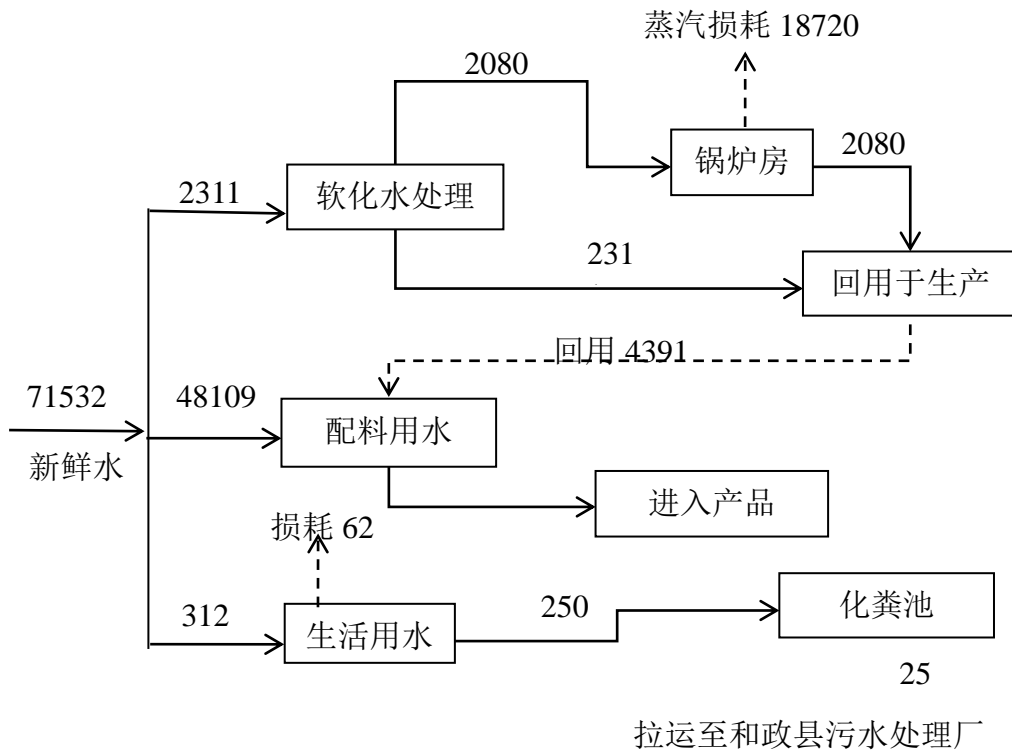 蒸汽损耗 18720
2080
锅炉房
2080
2311
软化水处理
231
回用于生产
回用 4391
71532
48109
配料用水
新鲜水
进入产品
损耗 62
312
生活用水
250
化粪池
25
拉运至和政县污水处理厂